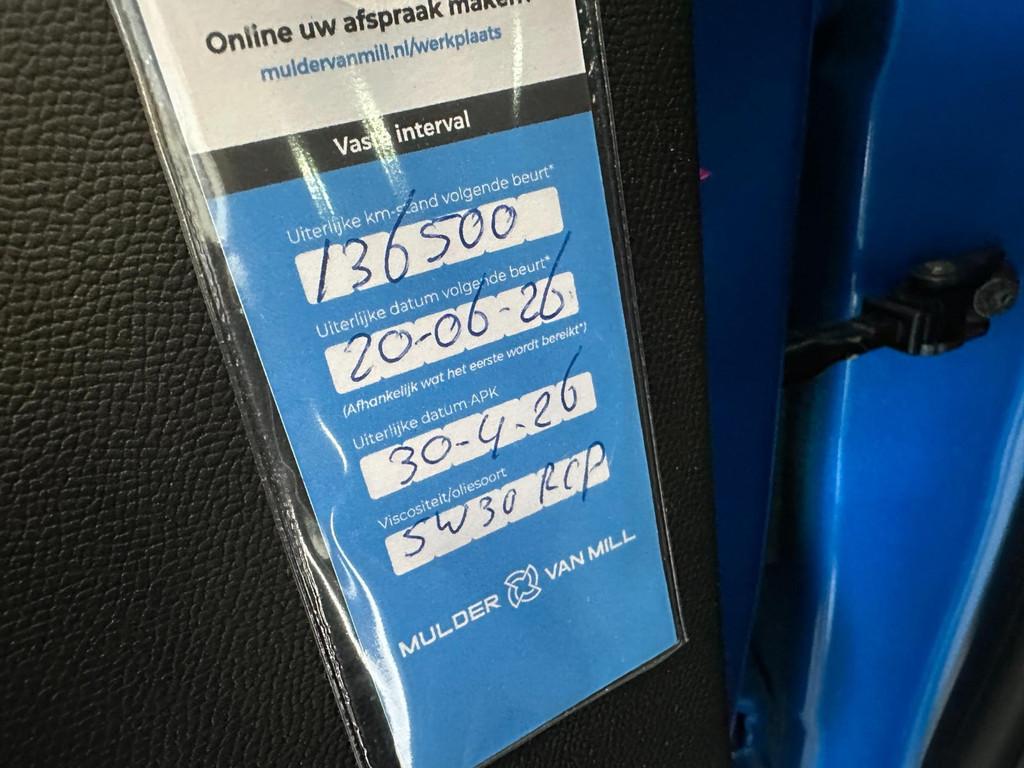 Online uw afspraak maken?
muldervanmill.nl/werkplaats
Vaste interval
Uiterlijke km-stand volgende beurt*
136500
Uiterlijke datum volgende beurt*
20-06-26
(Afhankelijk wat het eerste wordt bereikt*)
Uiterlijke datum APK
30-4-26
Viscositeit/oliesoort
5W30 RCP
MULDER VAN MILL